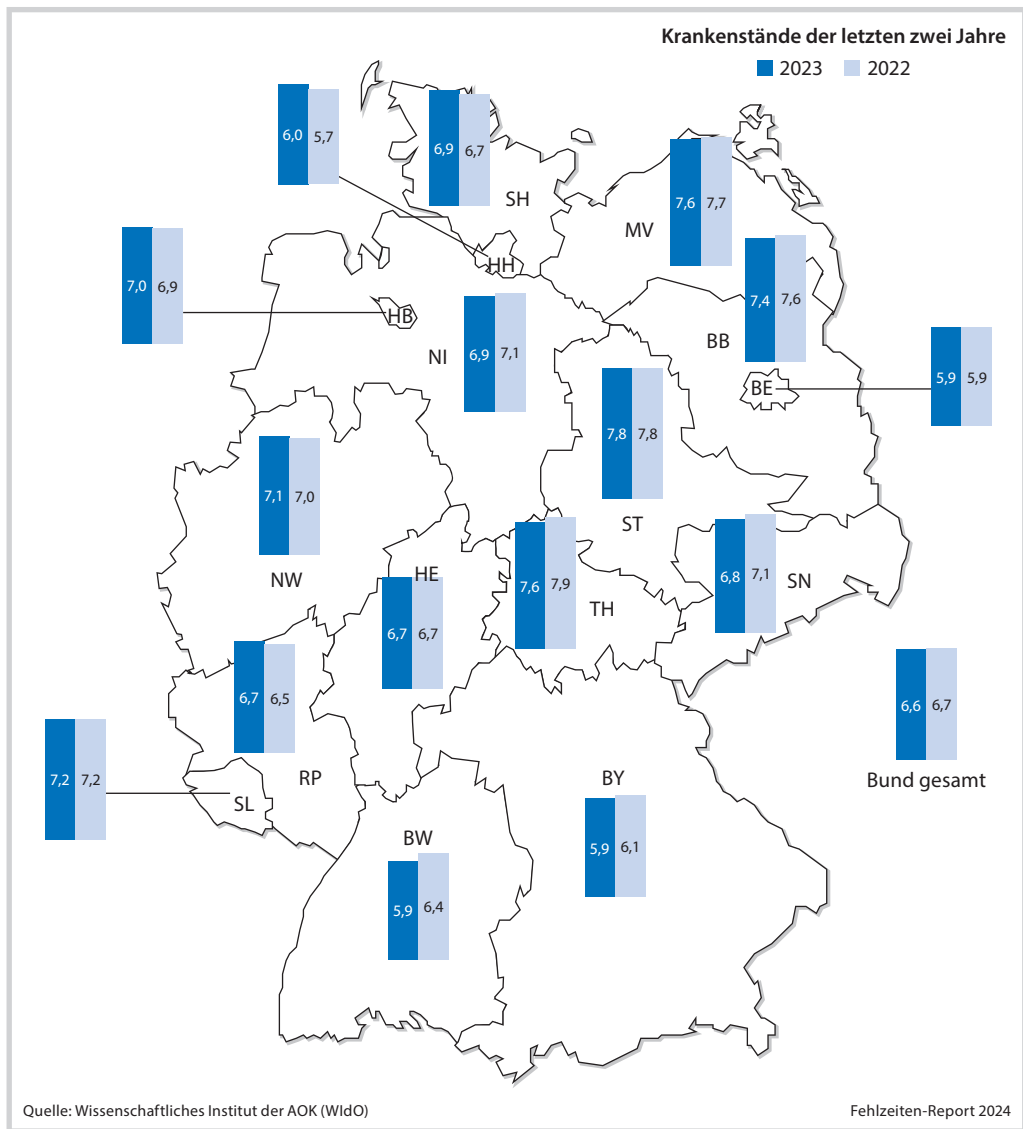 Krankenstände der letzten zwei Jahre
2023 2022
6,0 5,7
6,9 6,7
SH
7,6 7,7
MV
HH
7,0 6,9
HB
7,4 7,6
BB
NI
6,9 7,1
5,9 5,9
BE
7,8 7,8
ST
7,1 7,0
NW
HE
6,7 6,7
7,6 7,9
TH
6,8 7,1
SN
6,7 6,5
RP
6,6 6,7
Bund gesamt
7,2 7,2
SL
BY
5,9 6,1
BW
5,9 6,4
Quelle: Wissenschaftliches Institut der AOK (WIdO)
Fehlzeiten-Report 2024